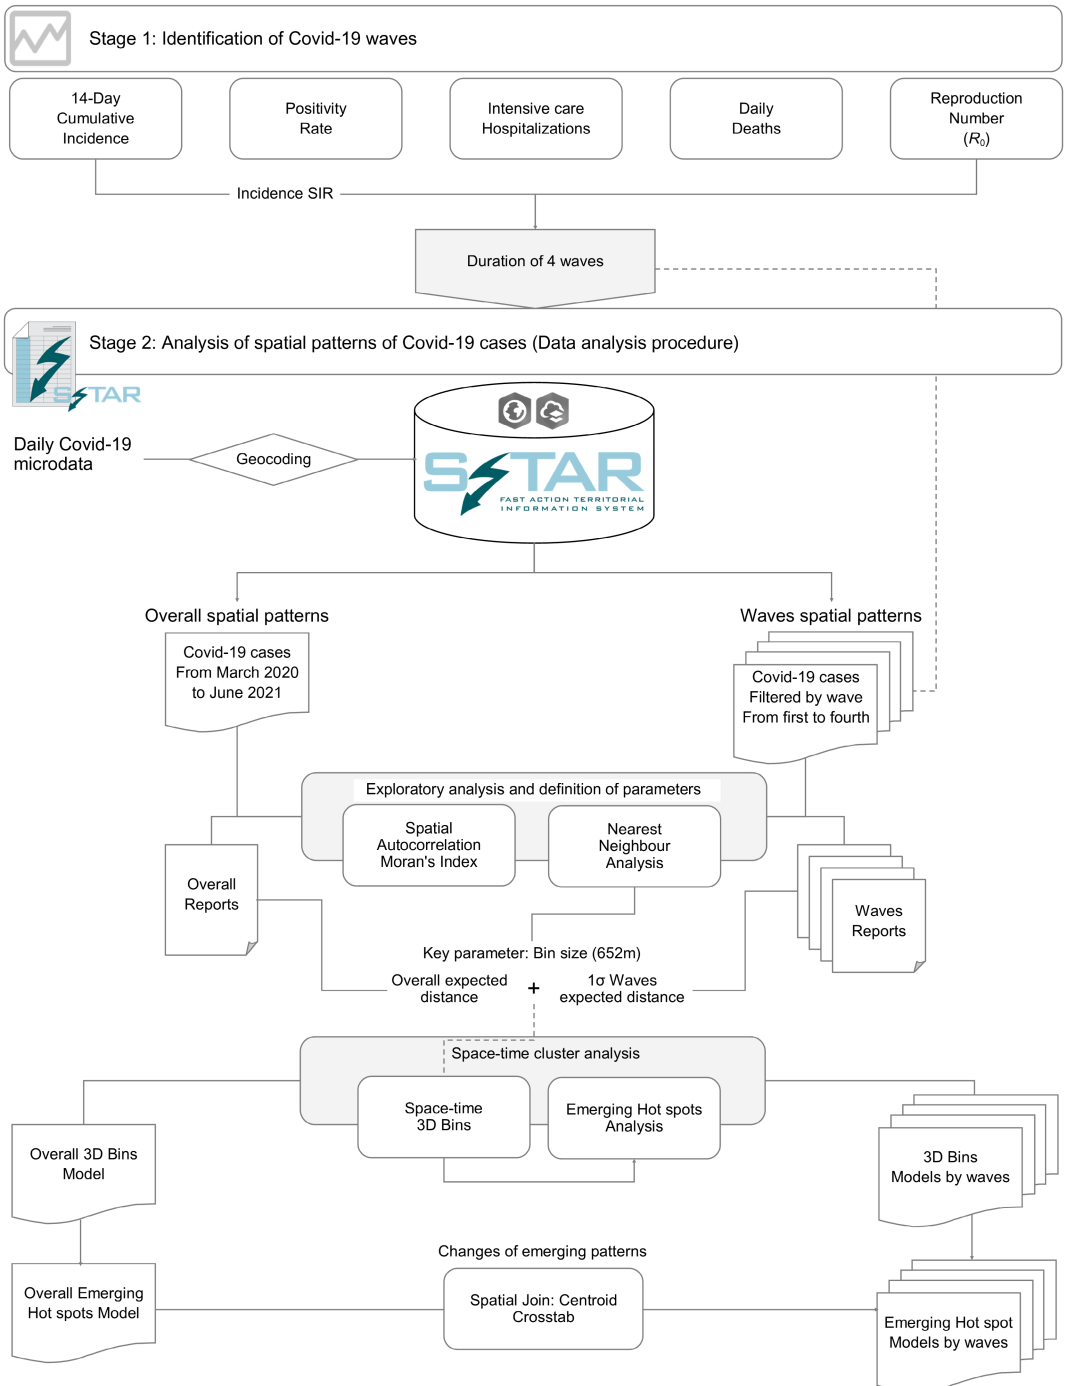 Stage 1: Identification of Covid-19 waves
14-Day
Cumulative
Incidence
Positivity
Rate
Intensive care
Hospitalizations
Daily
Deaths
Reproduction
Number
(R₀)
Incidence SIR
Duration of 4 waves
Stage 2: Analysis of spatial patterns of Covid-19 cases (Data analysis procedure)
STAR
Daily Covid-19
microdata
Geocoding
STAR
FAST ACTION TERRITORIAL
INFORMATION SYSTEM
Overall spatial patterns
Covid-19 cases
From March 2020
to June 2021
Waves spatial patterns
Covid-19 cases
Filtered by wave
From first to fourth
Exploratory analysis and definition of parameters
Spatial
Autocorrelation
Moran's Index
Nearest
Neighbour
Analysis
Overall
Reports
Waves
Reports
Key parameter: Bin size (652m)
Overall expected
distance
+
1σ Waves
expected distance
Space-time cluster analysis
Space-time
3D Bins
Emerging Hot spots
Analysis
Overall 3D Bins
Model
3D Bins
Models by waves
Changes of emerging patterns
Overall Emerging
Hot spots Model
Spatial Join: Centroid
Crosstab
Emerging Hot spot
Models by waves